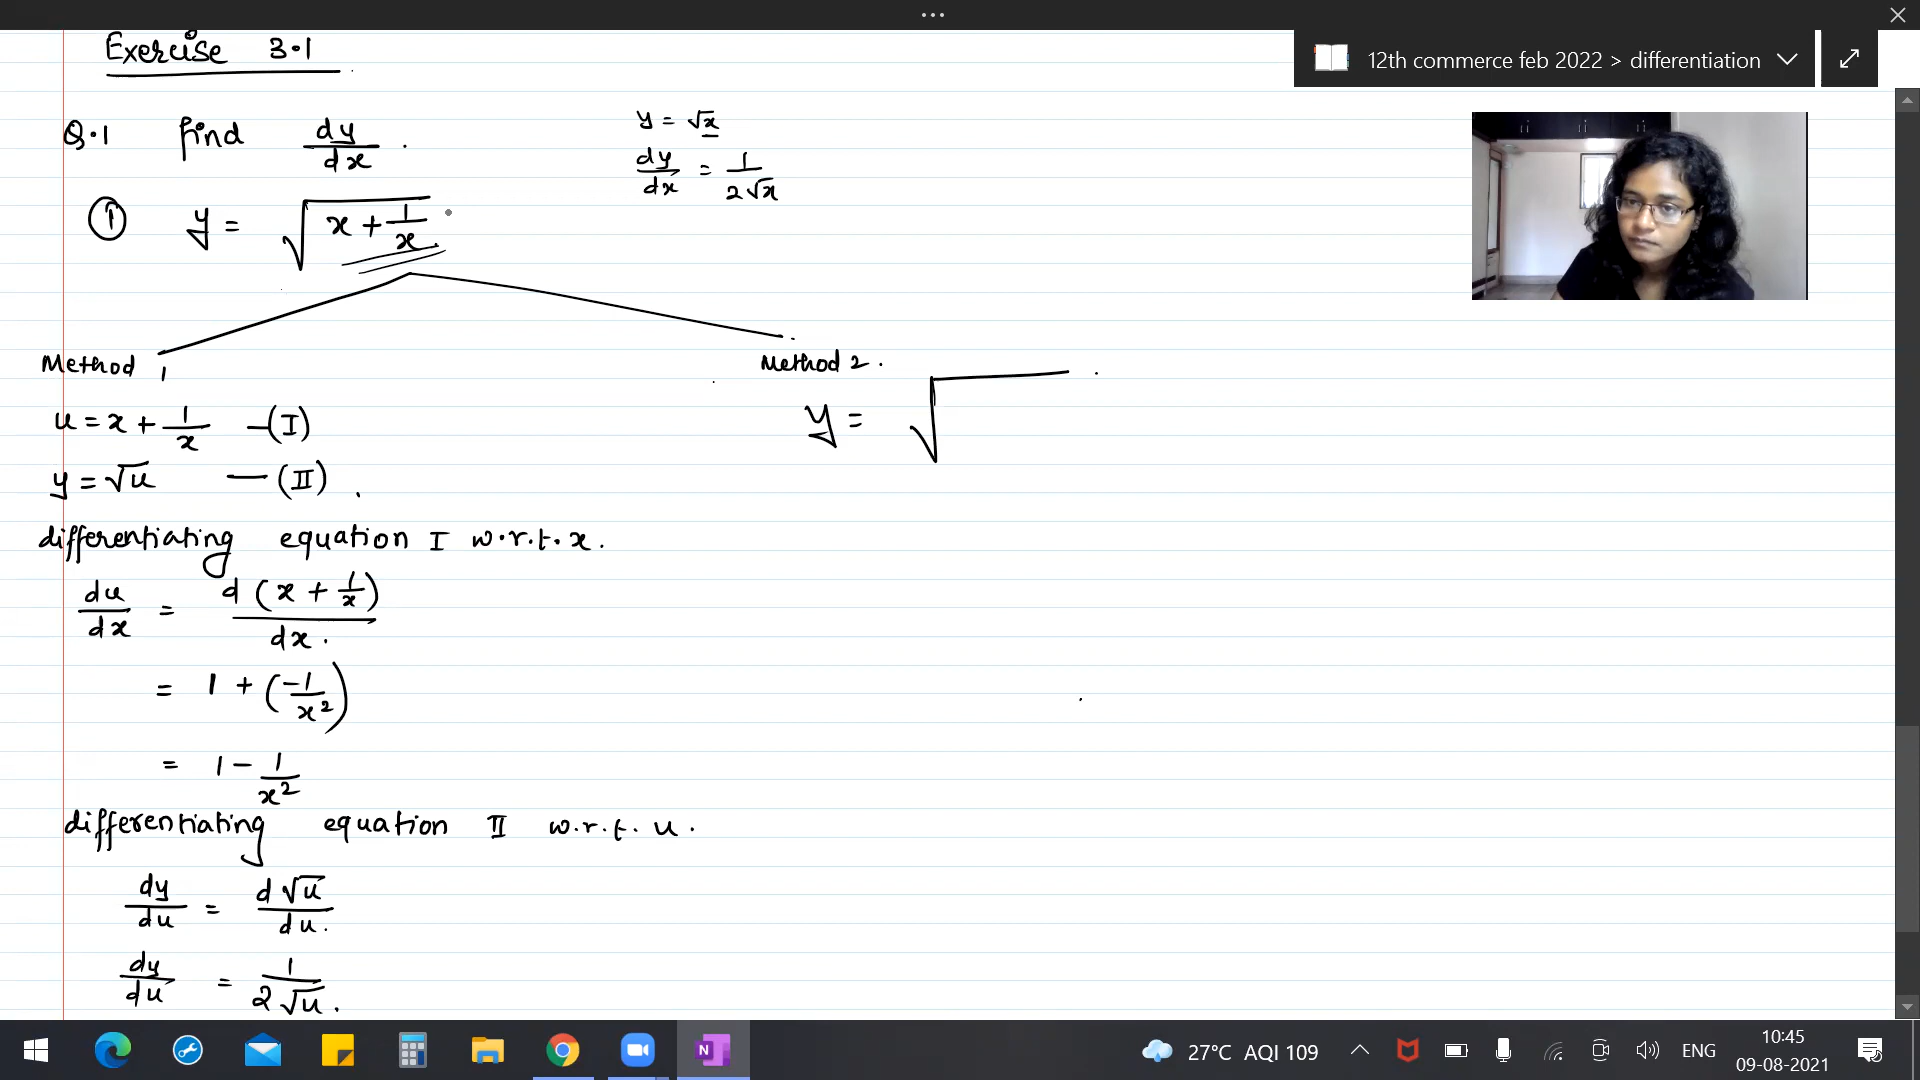 12th commerce feb 2022 > differentiation
Exercise 3.1
Q.1 find dy/dx.
y = √x
dy/dx = 1/2√x
① y = √(x + 1/x)
Method 1
u = x + 1/x —(I)
y = √u —(II).
differentiating equation I w.r.t. x.
du/dx = d(x + 1/x)/dx.
= 1 + (-1/x²)
= 1 - 1/x²
differentiating equation II w.r.t. u.
dy/du = d√u/du.
dy/du = 1/2√u.
Method 2.
y = √
27°C AQI 109
ENG
10:45
09-08-2021